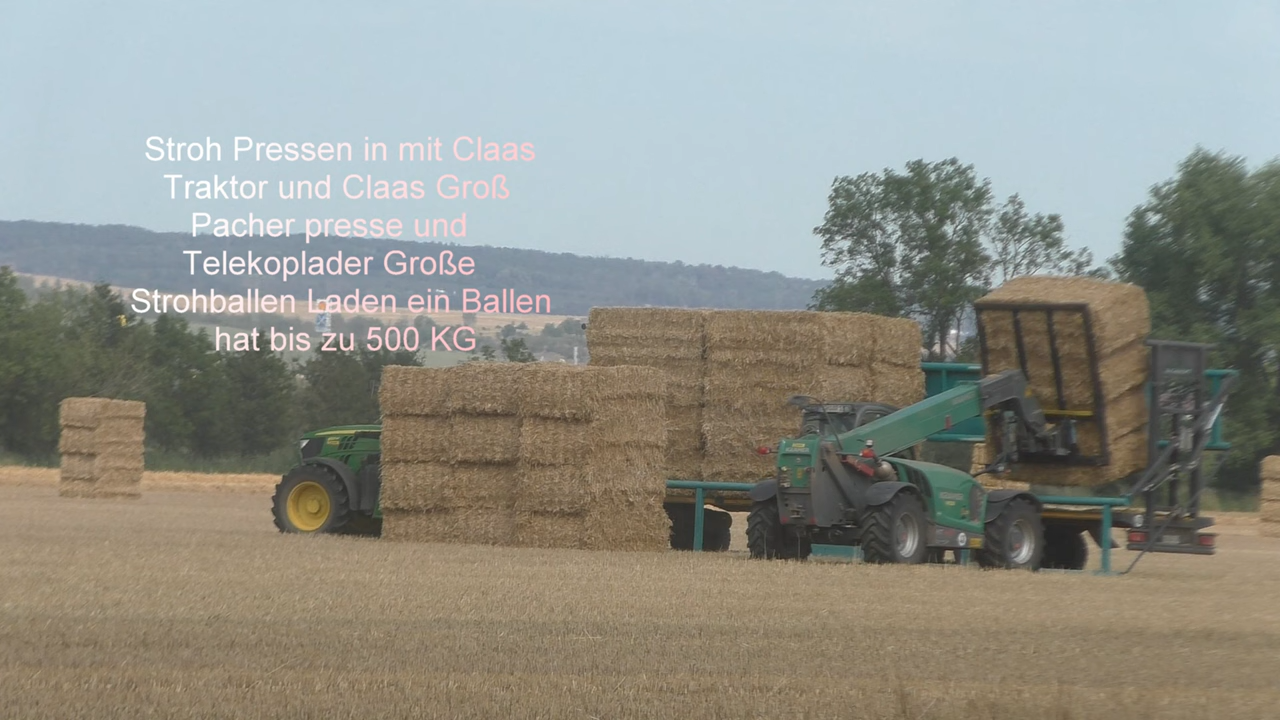 Stroh Pressen in mit Claas
Traktor und Claas Groß
Pacher presse und
Telekoplader Große
Strohballen Laden ein Ballen
hat bis zu 500 KG